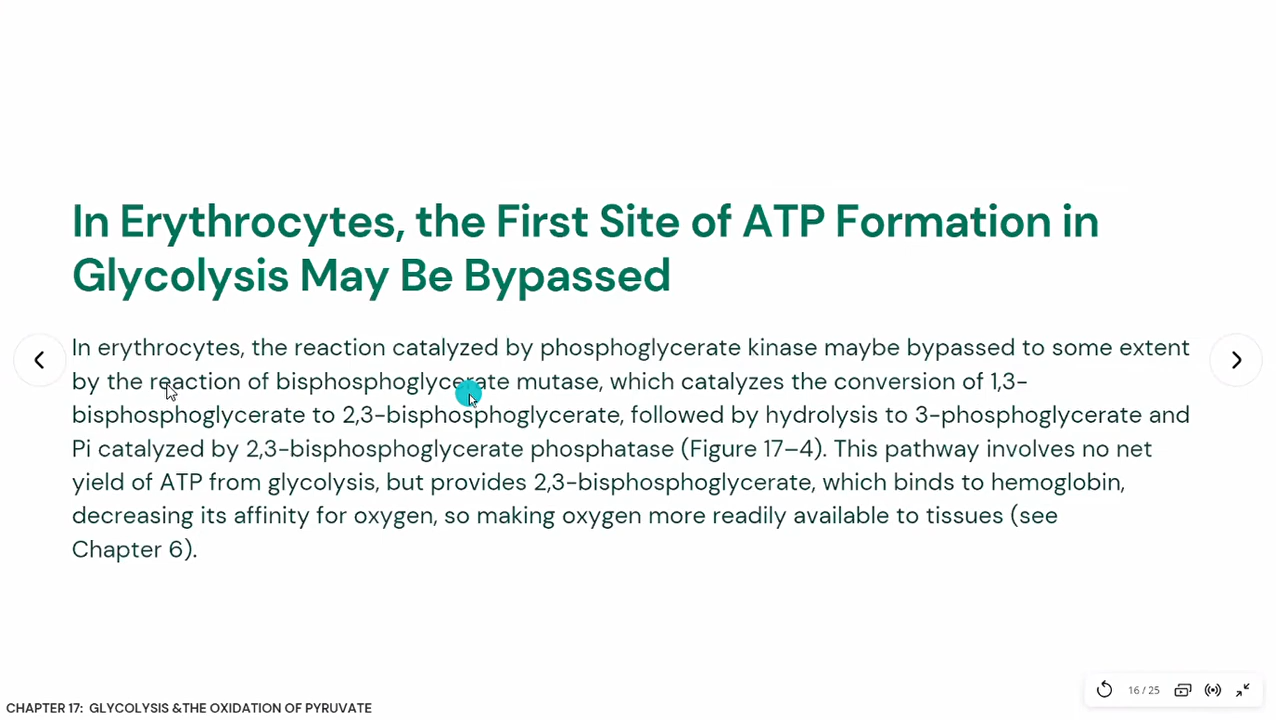 In Erythrocytes, the First Site of ATP Formation in
Glycolysis May Be Bypassed
In erythrocytes, the reaction catalyzed by phosphoglycerate kinase maybe bypassed to some extent
by the reaction of bisphosphoglycerate mutase, which catalyzes the conversion of 1,3-
bisphosphoglycerate to 2,3-bisphosphoglycerate, followed by hydrolysis to 3-phosphoglycerate and
Pi catalyzed by 2,3-bisphosphoglycerate phosphatase (Figure 17–4). This pathway involves no net
yield of ATP from glycolysis, but provides 2,3-bisphosphoglycerate, which binds to hemoglobin,
decreasing its affinity for oxygen, so making oxygen more readily available to tissues (see
Chapter 6).
16 / 25
CHAPTER 17: GLYCOLYSIS &THE OXIDATION OF PYRUVATE